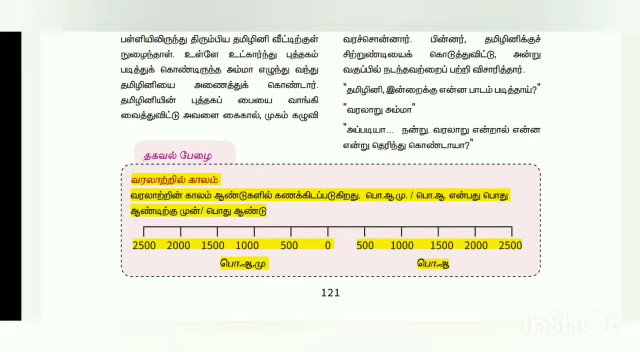 பள்ளியிலிருந்து திரும்பிய தமிழினி வீட்டிற்குள்
நுழைந்தாள். உள்ளே உட்கார்ந்து புத்தகம்
படித்துக் கொண்டிருந்த அம்மா எழுந்து வந்து
தமிழினியை அணைத்துக் கொண்டார்.
தமிழினியின் புத்தகப் பையை வாங்கி
வைத்துவிட்டு அவளை கைகால், முகம் கழுவி
வரச்சொன்னார். பின்னர், தமிழினிக்குச்
சிற்றுண்டியைக் கொடுத்துவிட்டு, அன்று
வகுப்பில் நடந்தவற்றைப் பற்றி விசாரித்தார்.
"தமிழினி, இன்றைக்கு என்ன பாடம் படித்தாய்?"
"வரலாறு அம்மா"
"அப்படியா... நன்று. வரலாறு என்றால் என்ன
என்று தெரிந்து கொண்டாயா?"
தகவல் பேழை
வரலாற்றில் காலம்
வரலாற்றின் காலம் ஆண்டுகளில் கணக்கிடப்படுகிறது. பொ.ஆ.மு. / பொ.ஆ. என்பது பொது
ஆண்டிற்கு முன்/ பொது ஆண்டு
2500 2000 1500 1000 500 0 500 1000 1500 2000 2500
பொ.ஆ.மு பொ.ஆ
121
InShOt